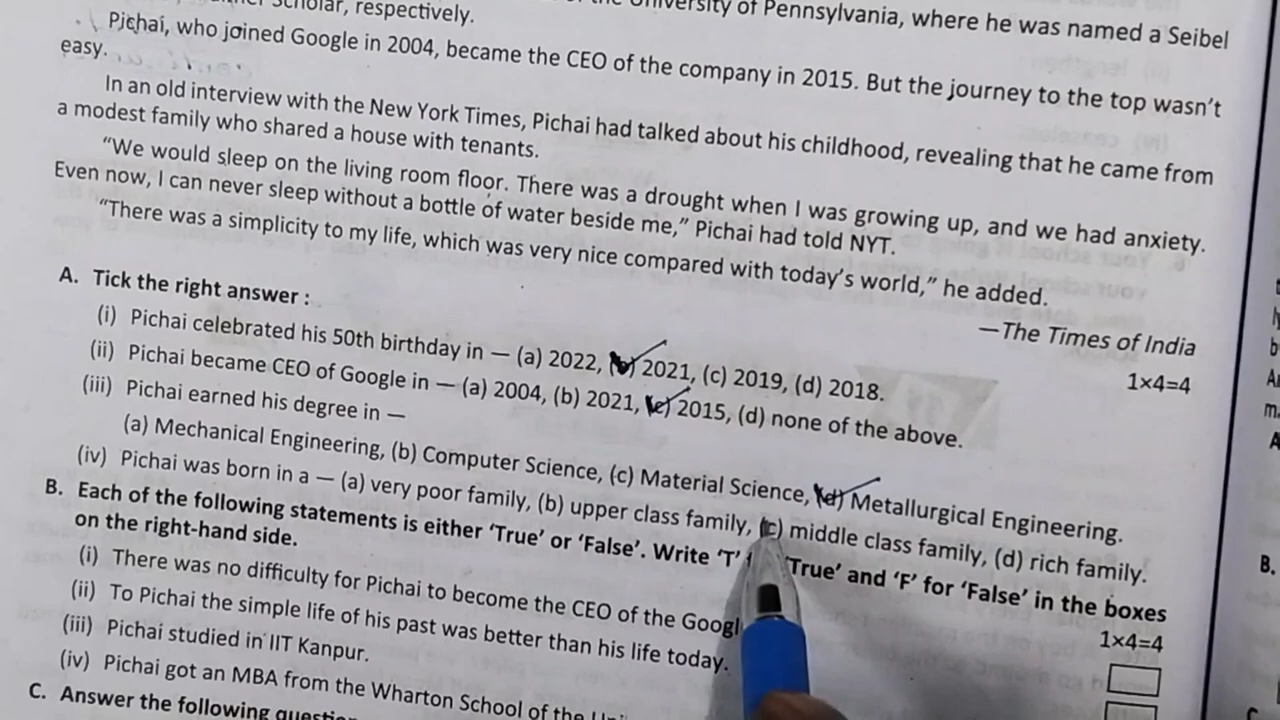 Scholar, respectively.
University of Pennsylvania, where he was named a Seibel
Pichai, who joined Google in 2004, became the CEO of the company in 2015. But the journey to the top wasn't
easy.
In an old interview with the New York Times, Pichai had talked about his childhood, revealing that he came from
a modest family who shared a house with tenants.
“We would sleep on the living room floor. There was a drought when I was growing up, and we had anxiety.
Even now, I can never sleep without a bottle of water beside me,” Pichai had told NYT.
“There was a simplicity to my life, which was very nice compared with today's world,” he added.
—The Times of India
A. Tick the right answer : 1×4=4
(i) Pichai celebrated his 50th birthday in — (a) 2022, (b) 2021, (c) 2019, (d) 2018.
(ii) Pichai became CEO of Google in — (a) 2004, (b) 2021, (c) 2015, (d) none of the above.
(iii) Pichai earned his degree in —
(a) Mechanical Engineering, (b) Computer Science, (c) Material Science, (d) Metallurgical Engineering.
(iv) Pichai was born in a — (a) very poor family, (b) upper class family, (c) middle class family, (d) rich family.
B. Each of the following statements is either ‘True’ or ‘False’. Write ‘T’ ‘True’ and ‘F’ for ‘False’ in the boxes
on the right-hand side. 1×4=4
(i) There was no difficulty for Pichai to become the CEO of the
(ii) To Pichai the simple life of his past was better than his life today.
(iii) Pichai studied in IIT Kanpur.
(iv) Pichai got an MBA from the Wharton School of the
C. Answer the following
B.